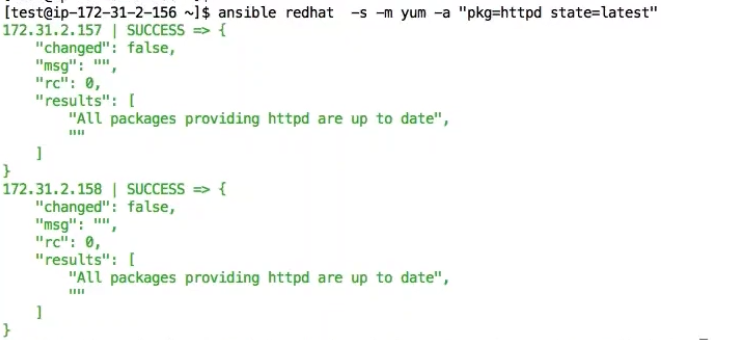 [test@ip-172-31-2-156 ~]$ ansible redhat  -s -m yum -a "pkg=httpd state=latest"
172.31.2.157 | SUCCESS => {
    "changed": false,
    "msg": "",
    "rc": 0,
    "results": [
        "All packages providing httpd are up to date",
        ""
    ]
}
172.31.2.158 | SUCCESS => {
    "changed": false,
    "msg": "",
    "rc": 0,
    "results": [
        "All packages providing httpd are up to date",
        ""
    ]
}